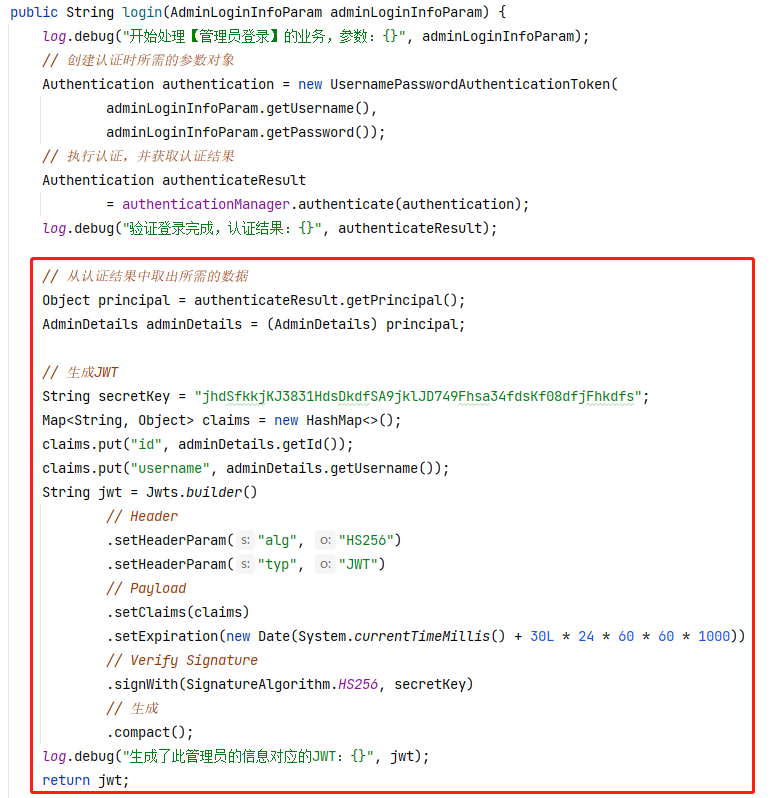 public String login(AdminLoginInfoParam adminLoginInfoParam) {
log.debug("开始处理【管理员登录】的业务，参数：{}", adminLoginInfoParam);
// 创建认证时所需的参数对象
Authentication authentication = new UsernamePasswordAuthenticationToken(
adminLoginInfoParam.getUsername(),
adminLoginInfoParam.getPassword());
// 执行认证，并获取认证结果
Authentication authenticateResult
= authenticationManager.authenticate(authentication);
log.debug("验证登录完成，认证结果：{}", authenticateResult);
// 从认证结果中取出所需的数据
Object principal = authenticateResult.getPrincipal();
AdminDetails adminDetails = (AdminDetails) principal;
// 生成JWT
String secretKey = "jhdSfkkjKJ3831HdsDkdfSA9jklJD749Fhsa34fdsKf08dfjFhkdfs";
Map<String, Object> claims = new HashMap<>();
claims.put("id", adminDetails.getId());
claims.put("username", adminDetails.getUsername());
String jwt = Jwts.builder()
// Header
.setHeaderParam( s: "alg", o: "HS256")
.setHeaderParam( s: "typ", o: "JWT")
// Payload
.setClaims(claims)
.setExpiration(new Date(System.currentTimeMillis() + 30L * 24 * 60 * 60 * 1000))
// Verify Signature
.signWith(SignatureAlgorithm.HS256, secretKey)
// 生成
.compact();
log.debug("生成了此管理员的信息对应的JWT：{}", jwt);
return jwt;